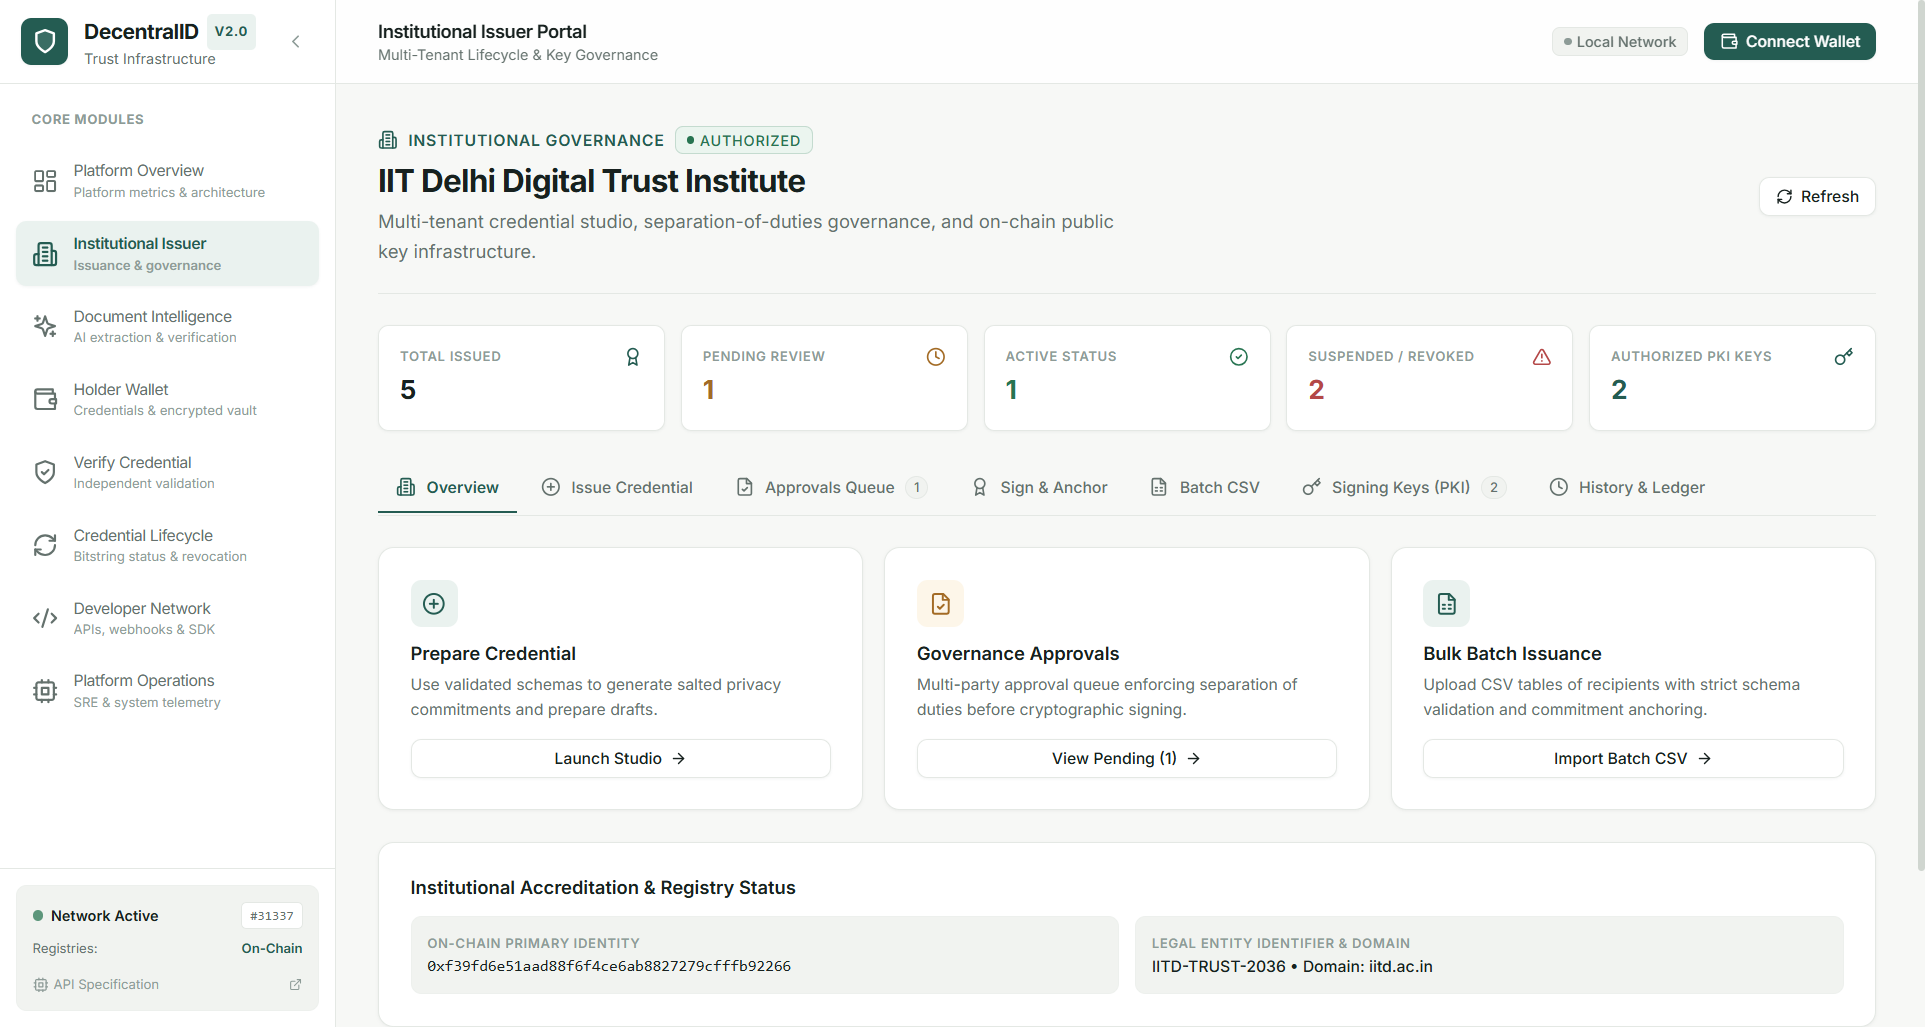 DecentralID V2.0
Trust Infrastructure
CORE MODULES
Platform Overview
Platform metrics & architecture
Institutional Issuer
Issuance & governance
Document Intelligence
AI extraction & verification
Holder Wallet
Credentials & encrypted vault
Verify Credential
Independent validation
Credential Lifecycle
Bitstring status & revocation
Developer Network
APIs, webhooks & SDK
Platform Operations
SRE & system telemetry
Network Active #31337
Registries: On-Chain
API Specification
Institutional Issuer Portal
Multi-Tenant Lifecycle & Key Governance
Local Network
Connect Wallet
INSTITUTIONAL GOVERNANCE AUTHORIZED
IIT Delhi Digital Trust Institute
Multi-tenant credential studio, separation-of-duties governance, and on-chain public
key infrastructure.
Refresh
TOTAL ISSUED
5
PENDING REVIEW
1
ACTIVE STATUS
1
SUSPENDED / REVOKED
2
AUTHORIZED PKI KEYS
2
Overview
Issue Credential
Approvals Queue 1
Sign & Anchor
Batch CSV
Signing Keys (PKI) 2
History & Ledger
Prepare Credential
Use validated schemas to generate salted privacy
commitments and prepare drafts.
Launch Studio →
Governance Approvals
Multi-party approval queue enforcing separation of
duties before cryptographic signing.
View Pending (1) →
Bulk Batch Issuance
Upload CSV tables of recipients with strict schema
validation and commitment anchoring.
Import Batch CSV →
Institutional Accreditation & Registry Status
ON-CHAIN PRIMARY IDENTITY
0xf39fd6e51aad88f6f4ce6ab8827279cfffb92266
LEGAL ENTITY IDENTIFIER & DOMAIN
IITD-TRUST-2036 • Domain: iitd.ac.in